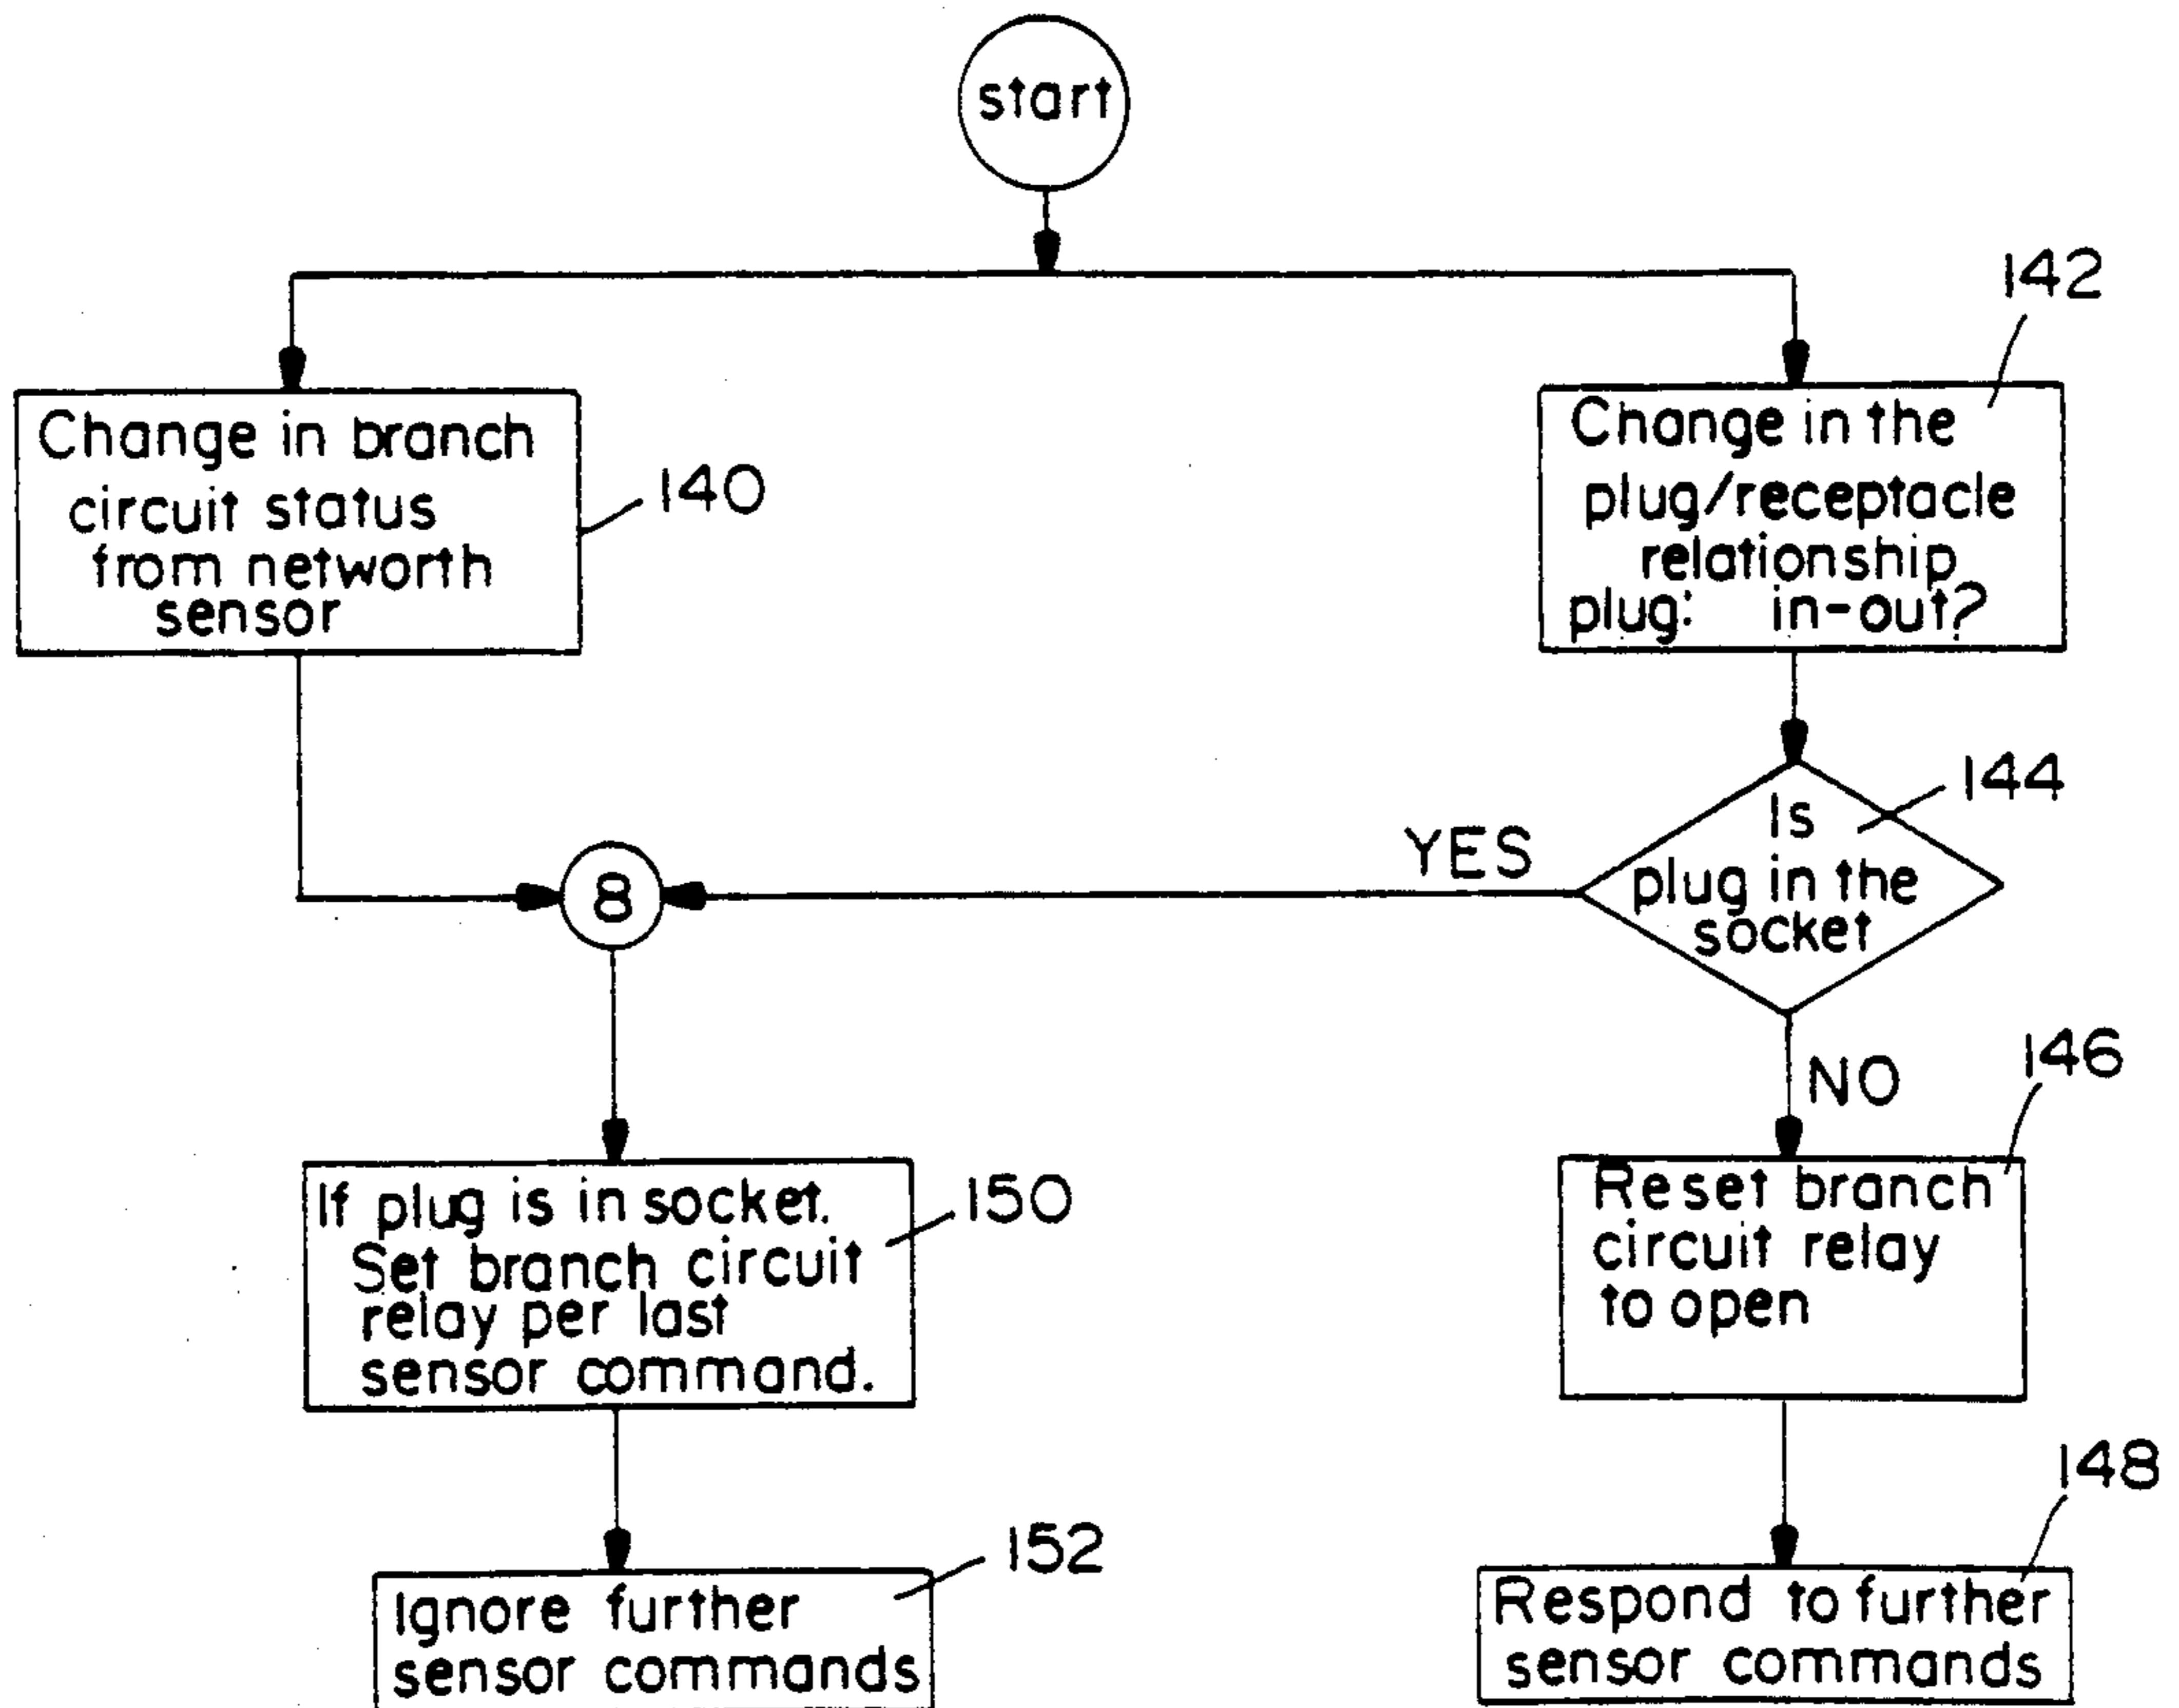 start
142
Change in branch
circuit status
from networth
sensor
140
Change in the
plug/receptacle
relationship
plug: in-out?
144
Is
plug in the
socket
YES
8
NO
146
If plug is in socket.
Set branch circuit
relay per last
sensor command.
150
Reset branch
circuit relay
to open
148
152
Ignore further
sensor commands
Respond to further
sensor commands